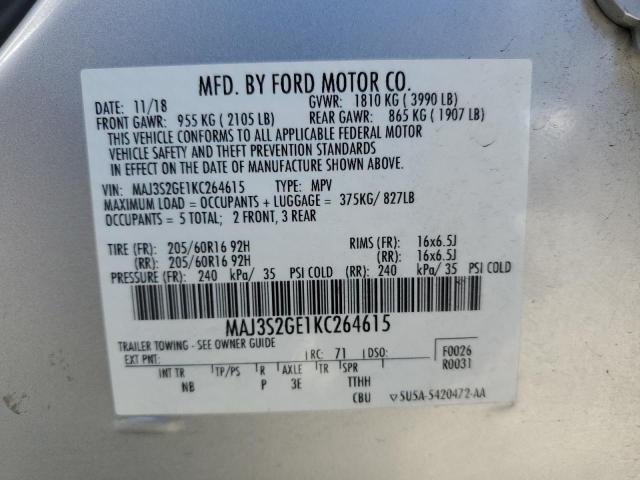 MFD. BY FORD MOTOR CO.
DATE: 11/18 GVWR: 1810 KG ( 3990 LB)
FRONT GAWR: 955 KG ( 2105 LB) REAR GAWR: 865 KG ( 1907 LB)
THIS VEHICLE CONFORMS TO ALL APPLICABLE FEDERAL MOTOR
VEHICLE SAFETY AND THEFT PREVENTION STANDARDS
IN EFFECT ON THE DATE OF MANUFACTURE SHOWN ABOVE.
VIN: MAJ3S2GE1KC264615 TYPE: MPV
MAXIMUM LOAD = OCCUPANTS + LUGGAGE = 375KG/ 827LB
OCCUPANTS = 5 TOTAL; 2 FRONT, 3 REAR
TIRE (FR): 205/60R16 92H RIMS (FR): 16x6.5J
(RR): 205/60R16 92H (RR): 16x6.5J
PRESSURE (FR): 240 kPa/ 35 PSI COLD (RR): 240 kPa/ 35 PSI COLD
MAJ3S2GE1KC264615
TRAILER TOWING - SEE OWNER GUIDE
EXT PNT: RC: 71 DSO: F0026
R0031
INT TR TP/PS R AXLE TR SPR
NB P 3E TTHH
CBU 5U5A-5420472-AA